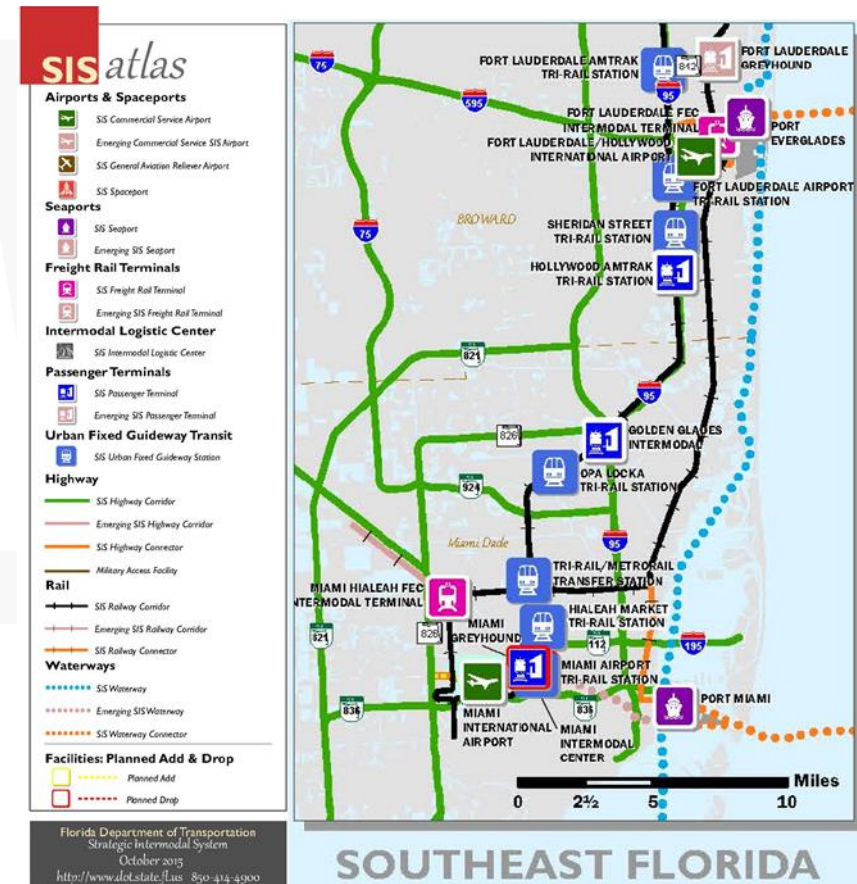 SIS atlas
Airports & Spaceports
SIS Commercial Service Airport
Emerging Commercial Service SIS Airport
SIS General Aviation Reliever Airport
SIS Spaceport
Seaports
SIS Seaport
Emerging SIS Seaport
Freight Rail Terminals
SIS Freight Rail Terminal
Emerging SIS Freight Rail Terminal
Intermodal Logistic Center
SIS Intermodal Logistic Center
Passenger Terminals
SIS Passenger Terminal
Emerging SIS Passenger Terminal
Urban Fixed Guideway Transit
SIS Urban Fixed Guideway Station
Highway
SIS Highway Corridor
Emerging SIS Highway Corridor
SIS Highway Connector
Military Access Facility
Rail
SIS Railway Corridor
Emerging SIS Railway Corridor
SIS Railway Connector
Waterways
SIS Waterway
Emerging SIS Waterway
SIS Waterway Connector
Facilities: Planned Add & Drop
Planned Add
Planned Drop
Florida Department of Transportation
Strategic Intermodal System
October 2015
http://www.dot.state.fl.us 850-414-4900
75
FORT LAUDERDALE AMTRAK
TRI-RAIL STATION
842
FORT LAUDERDALE
GREYHOUND
95
595
FORT LAUDERDALE FEC
INTERMODAL TERMINAL
FORT LAUDERDALE/HOLLYWOOD
INTERNATIONAL AIRPORT
PORT
EVERGLADES
FORT LAUDERDALE AIRPORT
TRI-RAIL STATION
BROWARD
75
SHERIDAN STREET
TRI-RAIL STATION
HOLLYWOOD AMTRAK
TRI-RAIL STATION
821
95
826
GOLDEN GLADES
INTERMODAL
OPA LOCKA
TRI-RAIL STATION
924
95
Miami Dade
TRI-RAIL/METRORAIL
TRANSFER STATION
MIAMI HIALEAH FEC
INTERMODAL TERMINAL
HIALEAH MARKET
TRI-RAIL STATION
821
826
MIAMI
GREYHOUND
112
195
MIAMI AIRPORT
TRI-RAIL STATION
836
836
PORT MIAMI
MIAMI
INTERNATIONAL
AIRPORT
MIAMI
INTERMODAL
CENTER
Miles
0 2½ 5 10
SOUTHEAST FLORIDA